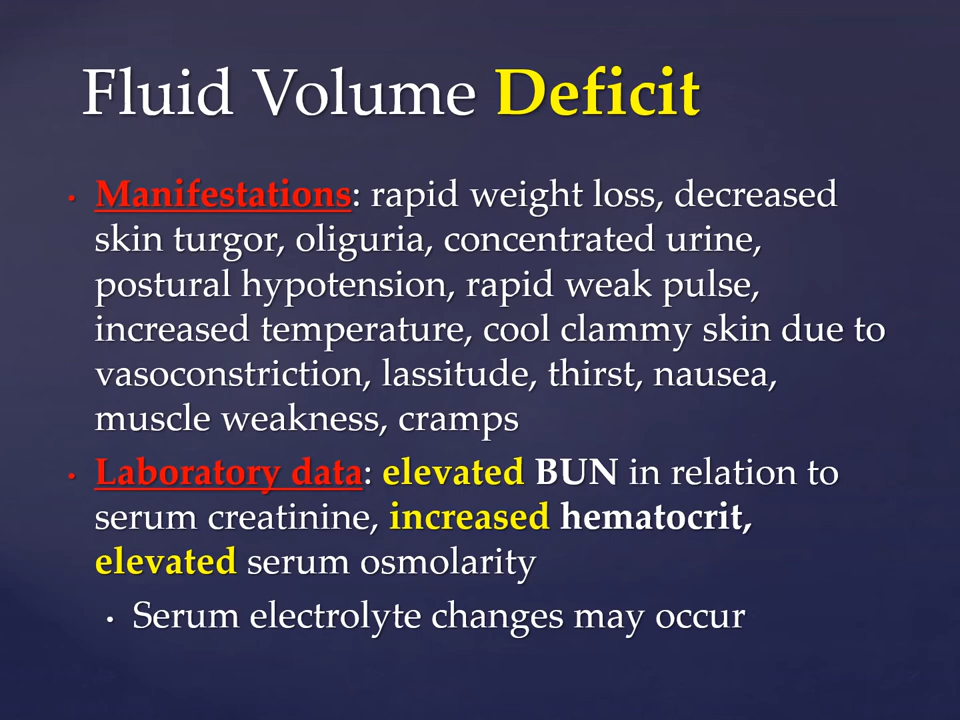 Fluid Volume Deficit
• Manifestations: rapid weight loss, decreased
skin turgor, oliguria, concentrated urine,
postural hypotension, rapid weak pulse,
increased temperature, cool clammy skin due to
vasoconstriction, lassitude, thirst, nausea,
muscle weakness, cramps
• Laboratory data: elevated BUN in relation to
serum creatinine, increased hematocrit,
elevated serum osmolarity
• Serum electrolyte changes may occur